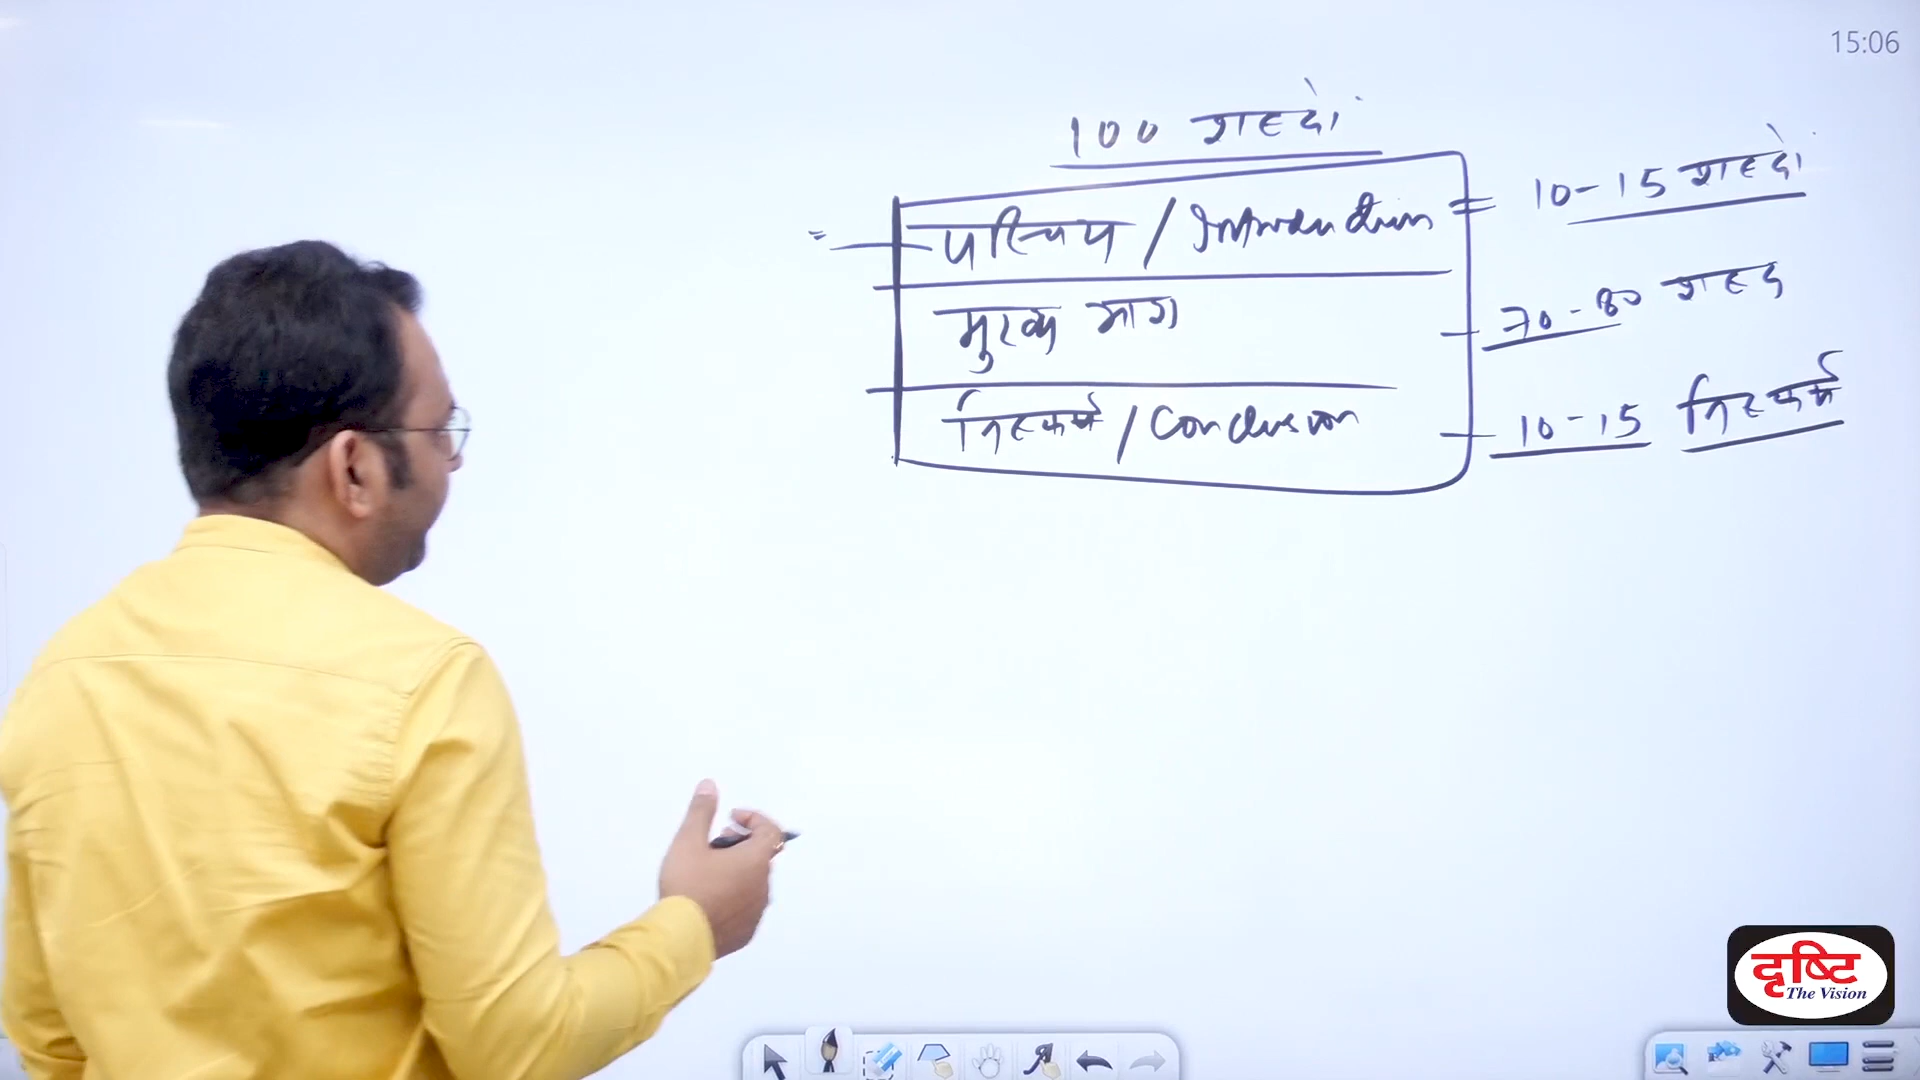 15:06
100 शब्दों
परिचय / Introduction = 10-15 शब्दों
मुख्य भाग - 70-80 शब्द
निष्कर्ष / Conclusion - 10-15 निष्कर्ष
दृष्टि
The Vision